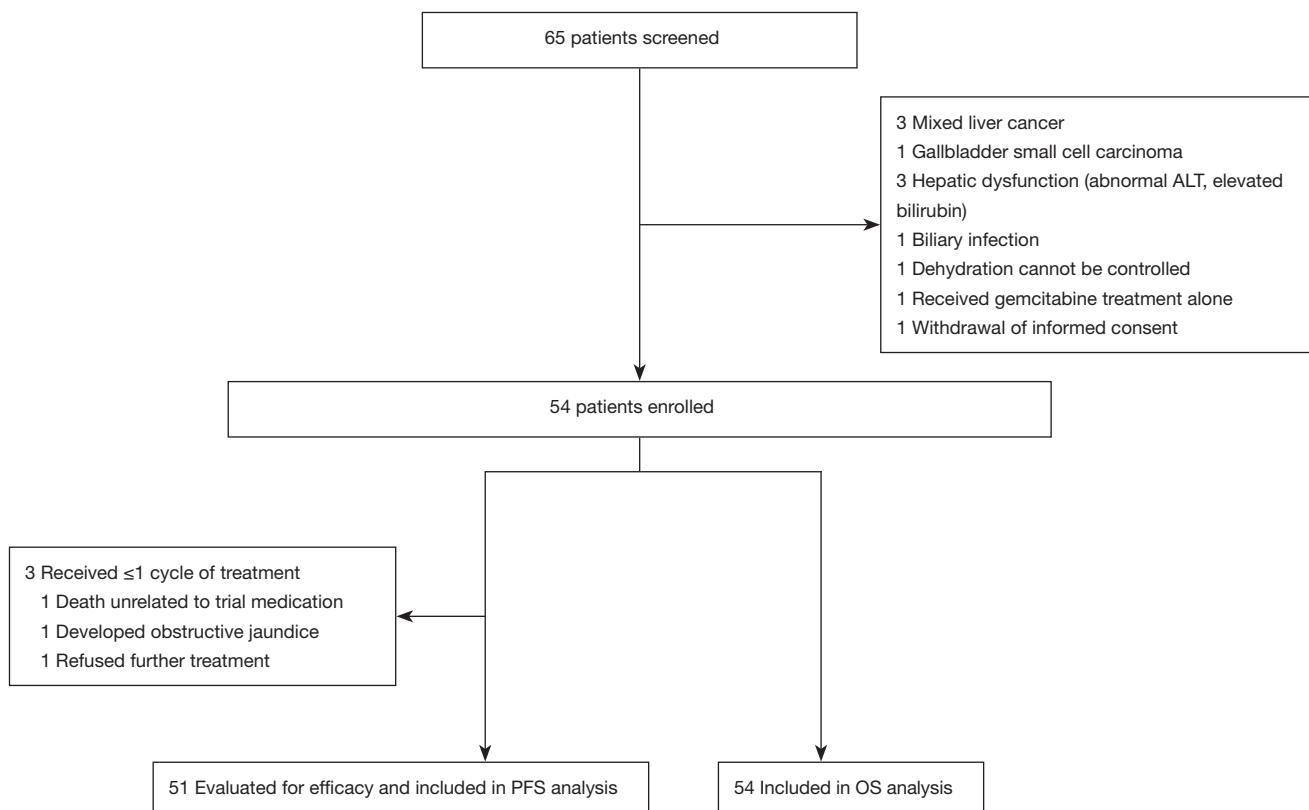 65 patients screened
3 Mixed liver cancer
1 Gallbladder small cell carcinoma
3 Hepatic dysfunction (abnormal ALT, elevated
bilirubin)
1 Biliary infection
1 Dehydration cannot be controlled
1 Received gemcitabine treatment alone
1 Withdrawal of informed consent
54 patients enrolled
3 Received ≤1 cycle of treatment
1 Death unrelated to trial medication
1 Developed obstructive jaundice
1 Refused further treatment
51 Evaluated for efficacy and included in PFS analysis
54 Included in OS analysis